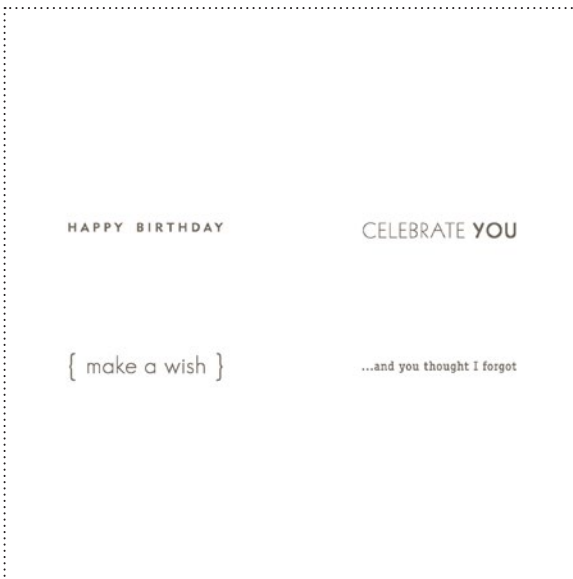 HAPPY BIRTHDAY
CELEBRATE YOU
{ make a wish }
...and you thought I forgot